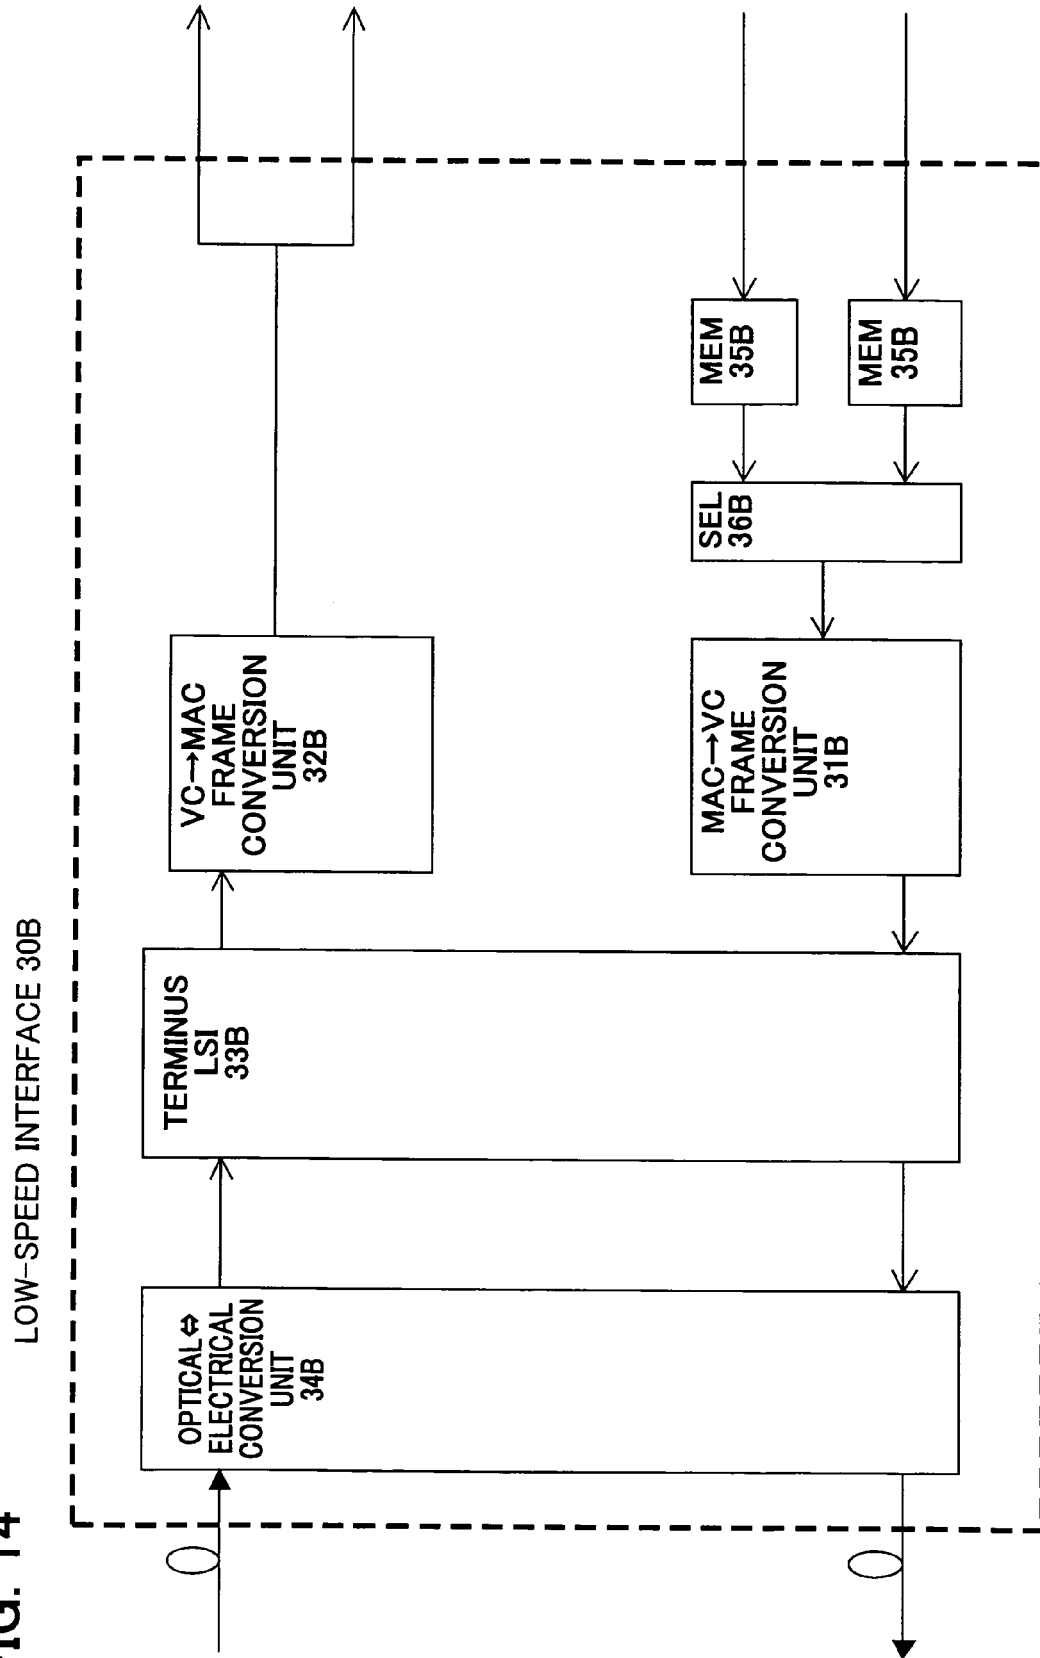 FIG. 14
LOW-SPEED INTERFACE 30B
OPTICAL⇔
ELECTRICAL
CONVERSION
UNIT
34B
TERMINUS
LSI
33B
VC→MAC
FRAME
CONVERSION
UNIT
32B
MAC→VC
FRAME
CONVERSION
UNIT
31B
SEL
36B
MEM
35B
MEM
35B